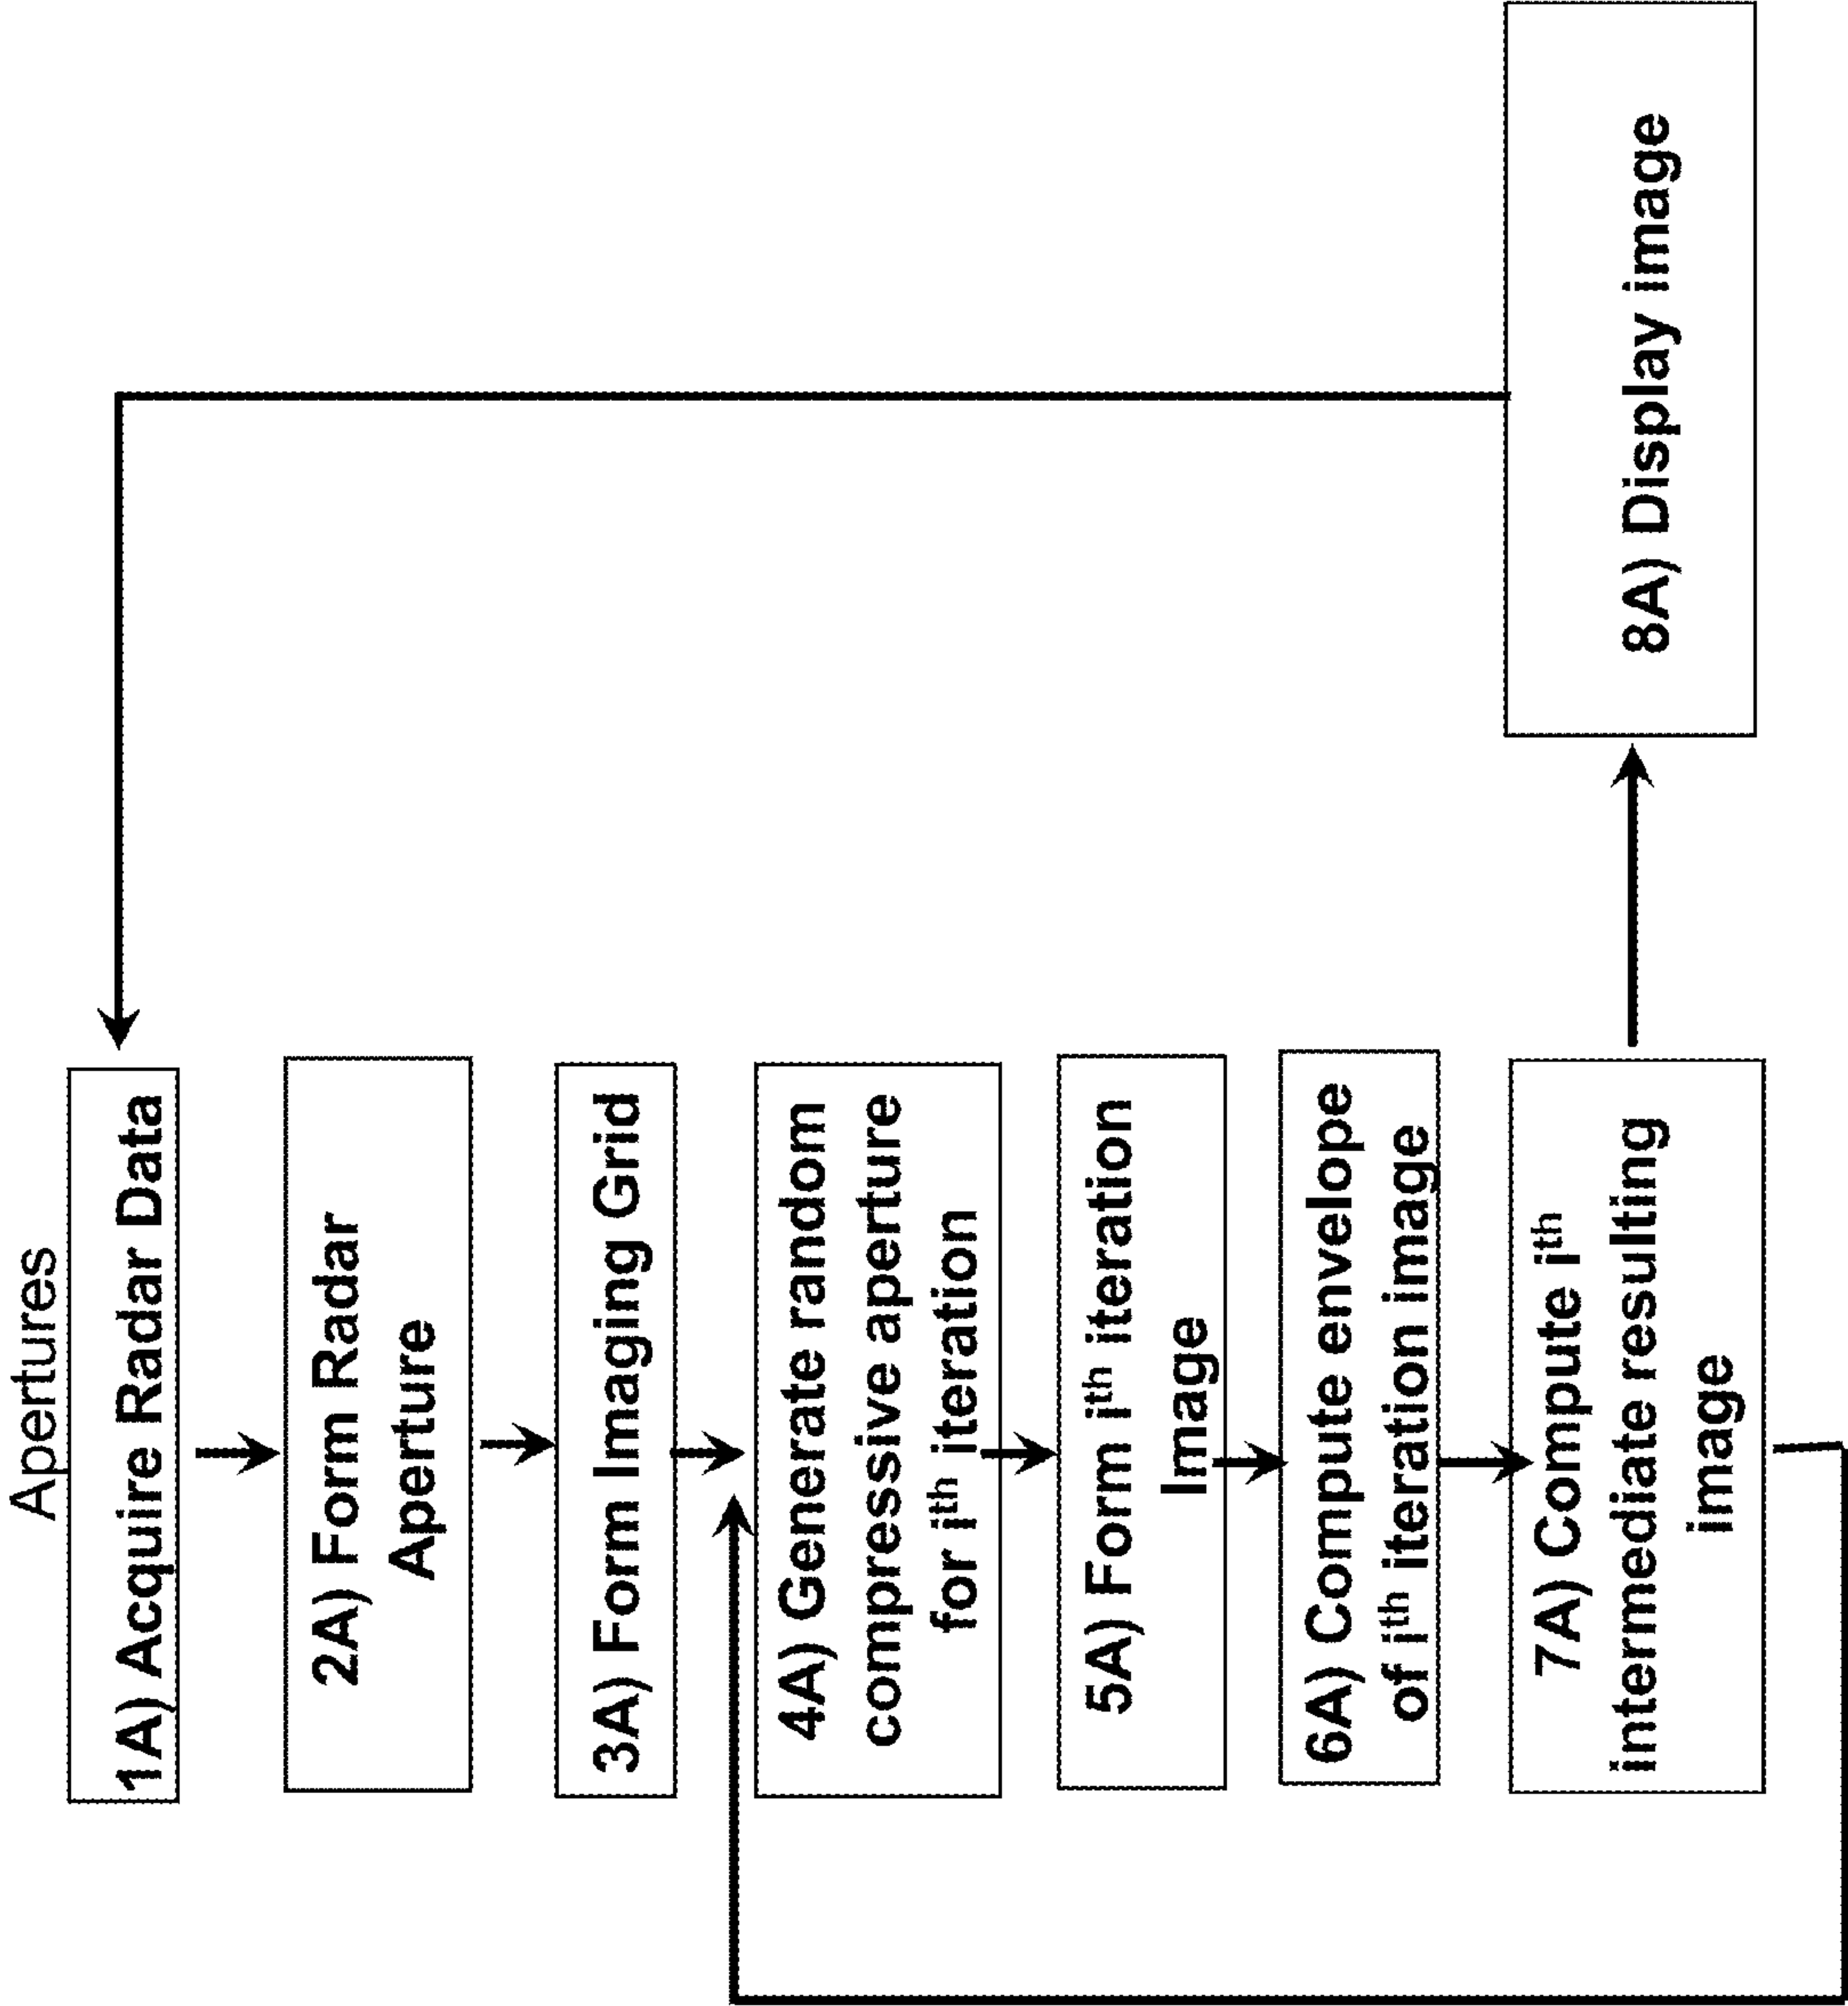 Apertures
1A) Acquire Radar Data
2A) Form Radar
Aperture
3A) Form Imaging Grid
4A) Generate random
compressive aperture
for iᵗʰ iteration
5A) Form iᵗʰ iteration
Image
6A) Compute envelope
of iᵗʰ iteration image
7A) Compute iᵗʰ
intermediate resulting
image
8A) Display image